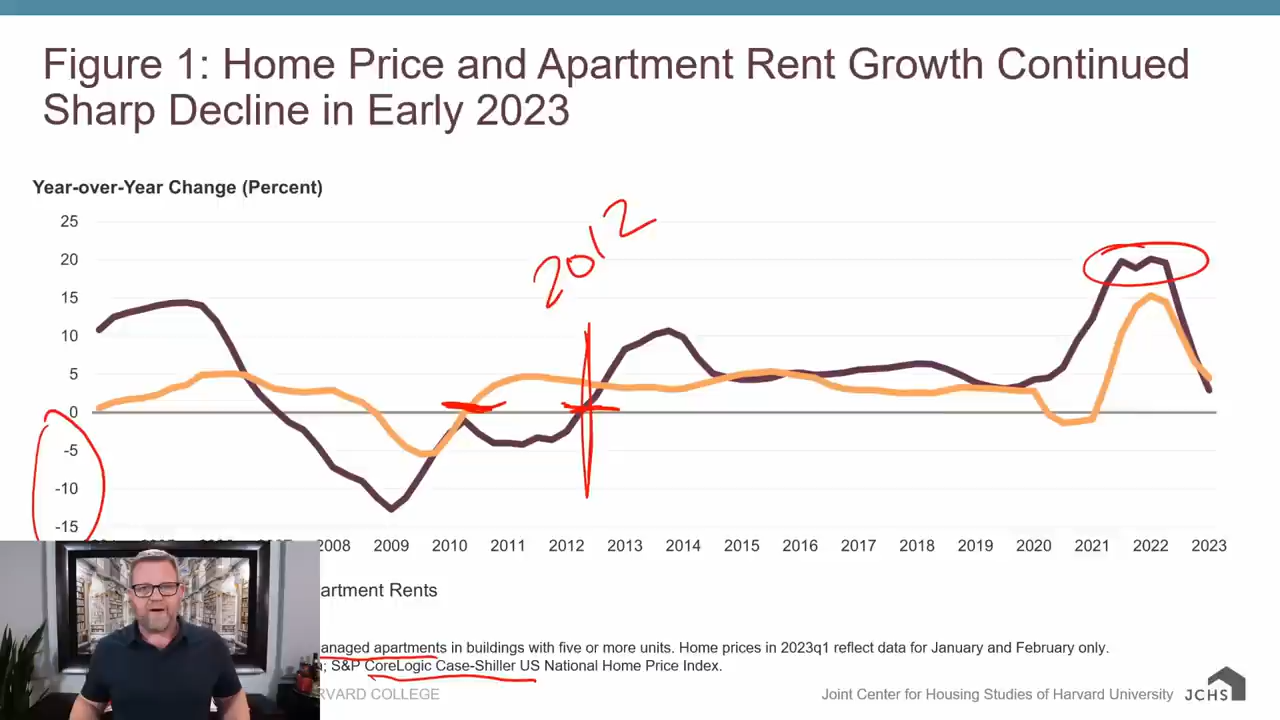 Figure 1: Home Price and Apartment Rent Growth Continued
Sharp Decline in Early 2023
Year-over-Year Change (Percent)
2012
25
20
15
10
5
0
-5
-10
-15
2008 2009 2010 2011 2012 2013 2014 2015 2016 2017 2018 2019 2020 2021 2022 2023
artment Rents
anaged apartments in buildings with five or more units. Home prices in 2023q1 reflect data for January and February only.
; S&P CoreLogic Case-Shiller US National Home Price Index.
RVARD COLLEGE
Joint Center for Housing Studies of Harvard University JCHS